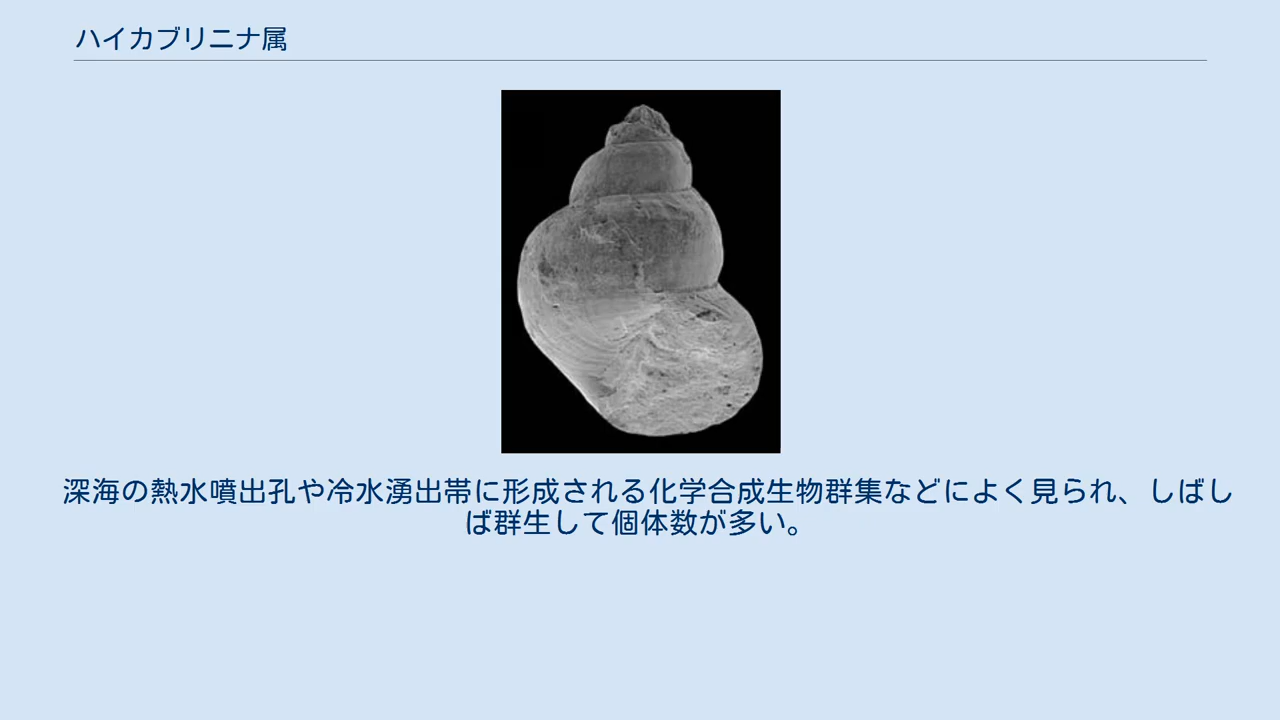 ハイカブリニナ属
深海の熱水噴出孔や冷水湧出帯に形成される化学合成生物群集などによく見られ、しばし
ば群生して個体数が多い。